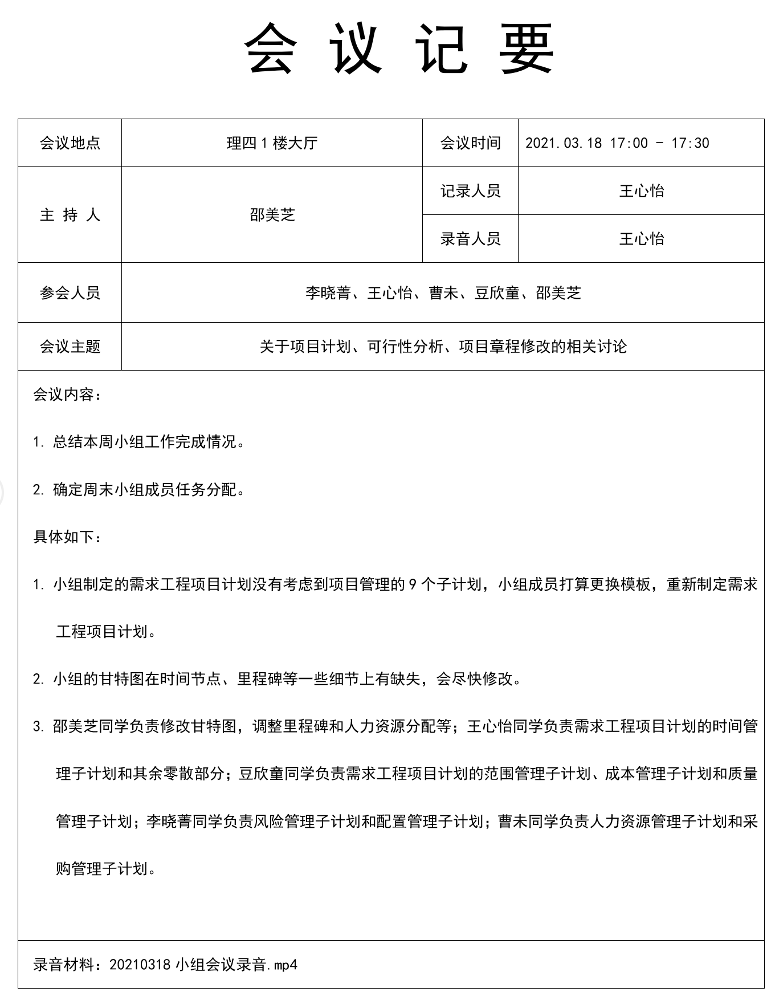 会 议 记 要
会议地点 理四1楼大厅 会议时间 2021.03.18 17:00 - 17:30
主 持 人 邵美芝 记录人员 王心怡
录音人员 王心怡
参会人员 李晓菁、王心怡、曹未、豆欣童、邵美芝
会议主题 关于项目计划、可行性分析、项目章程修改的相关讨论
会议内容：
1. 总结本周小组工作完成情况。
2. 确定周末小组成员任务分配。
具体如下：
1. 小组制定的需求工程项目计划没有考虑到项目管理的9个子计划，小组成员打算更换模板，重新制定需求
工程项目计划。
2. 小组的甘特图在时间节点、里程碑等一些细节上有缺失，会尽快修改。
3. 邵美芝同学负责修改甘特图，调整里程碑和人力资源分配等；王心怡同学负责需求工程项目计划的时间管
理子计划和其余零散部分；豆欣童同学负责需求工程项目计划的范围管理子计划、成本管理子计划和质量
管理子计划；李晓菁同学负责风险管理子计划和配置管理子计划；曹未同学负责人力资源管理子计划和采
购管理子计划。
录音材料：20210318小组会议录音.mp4